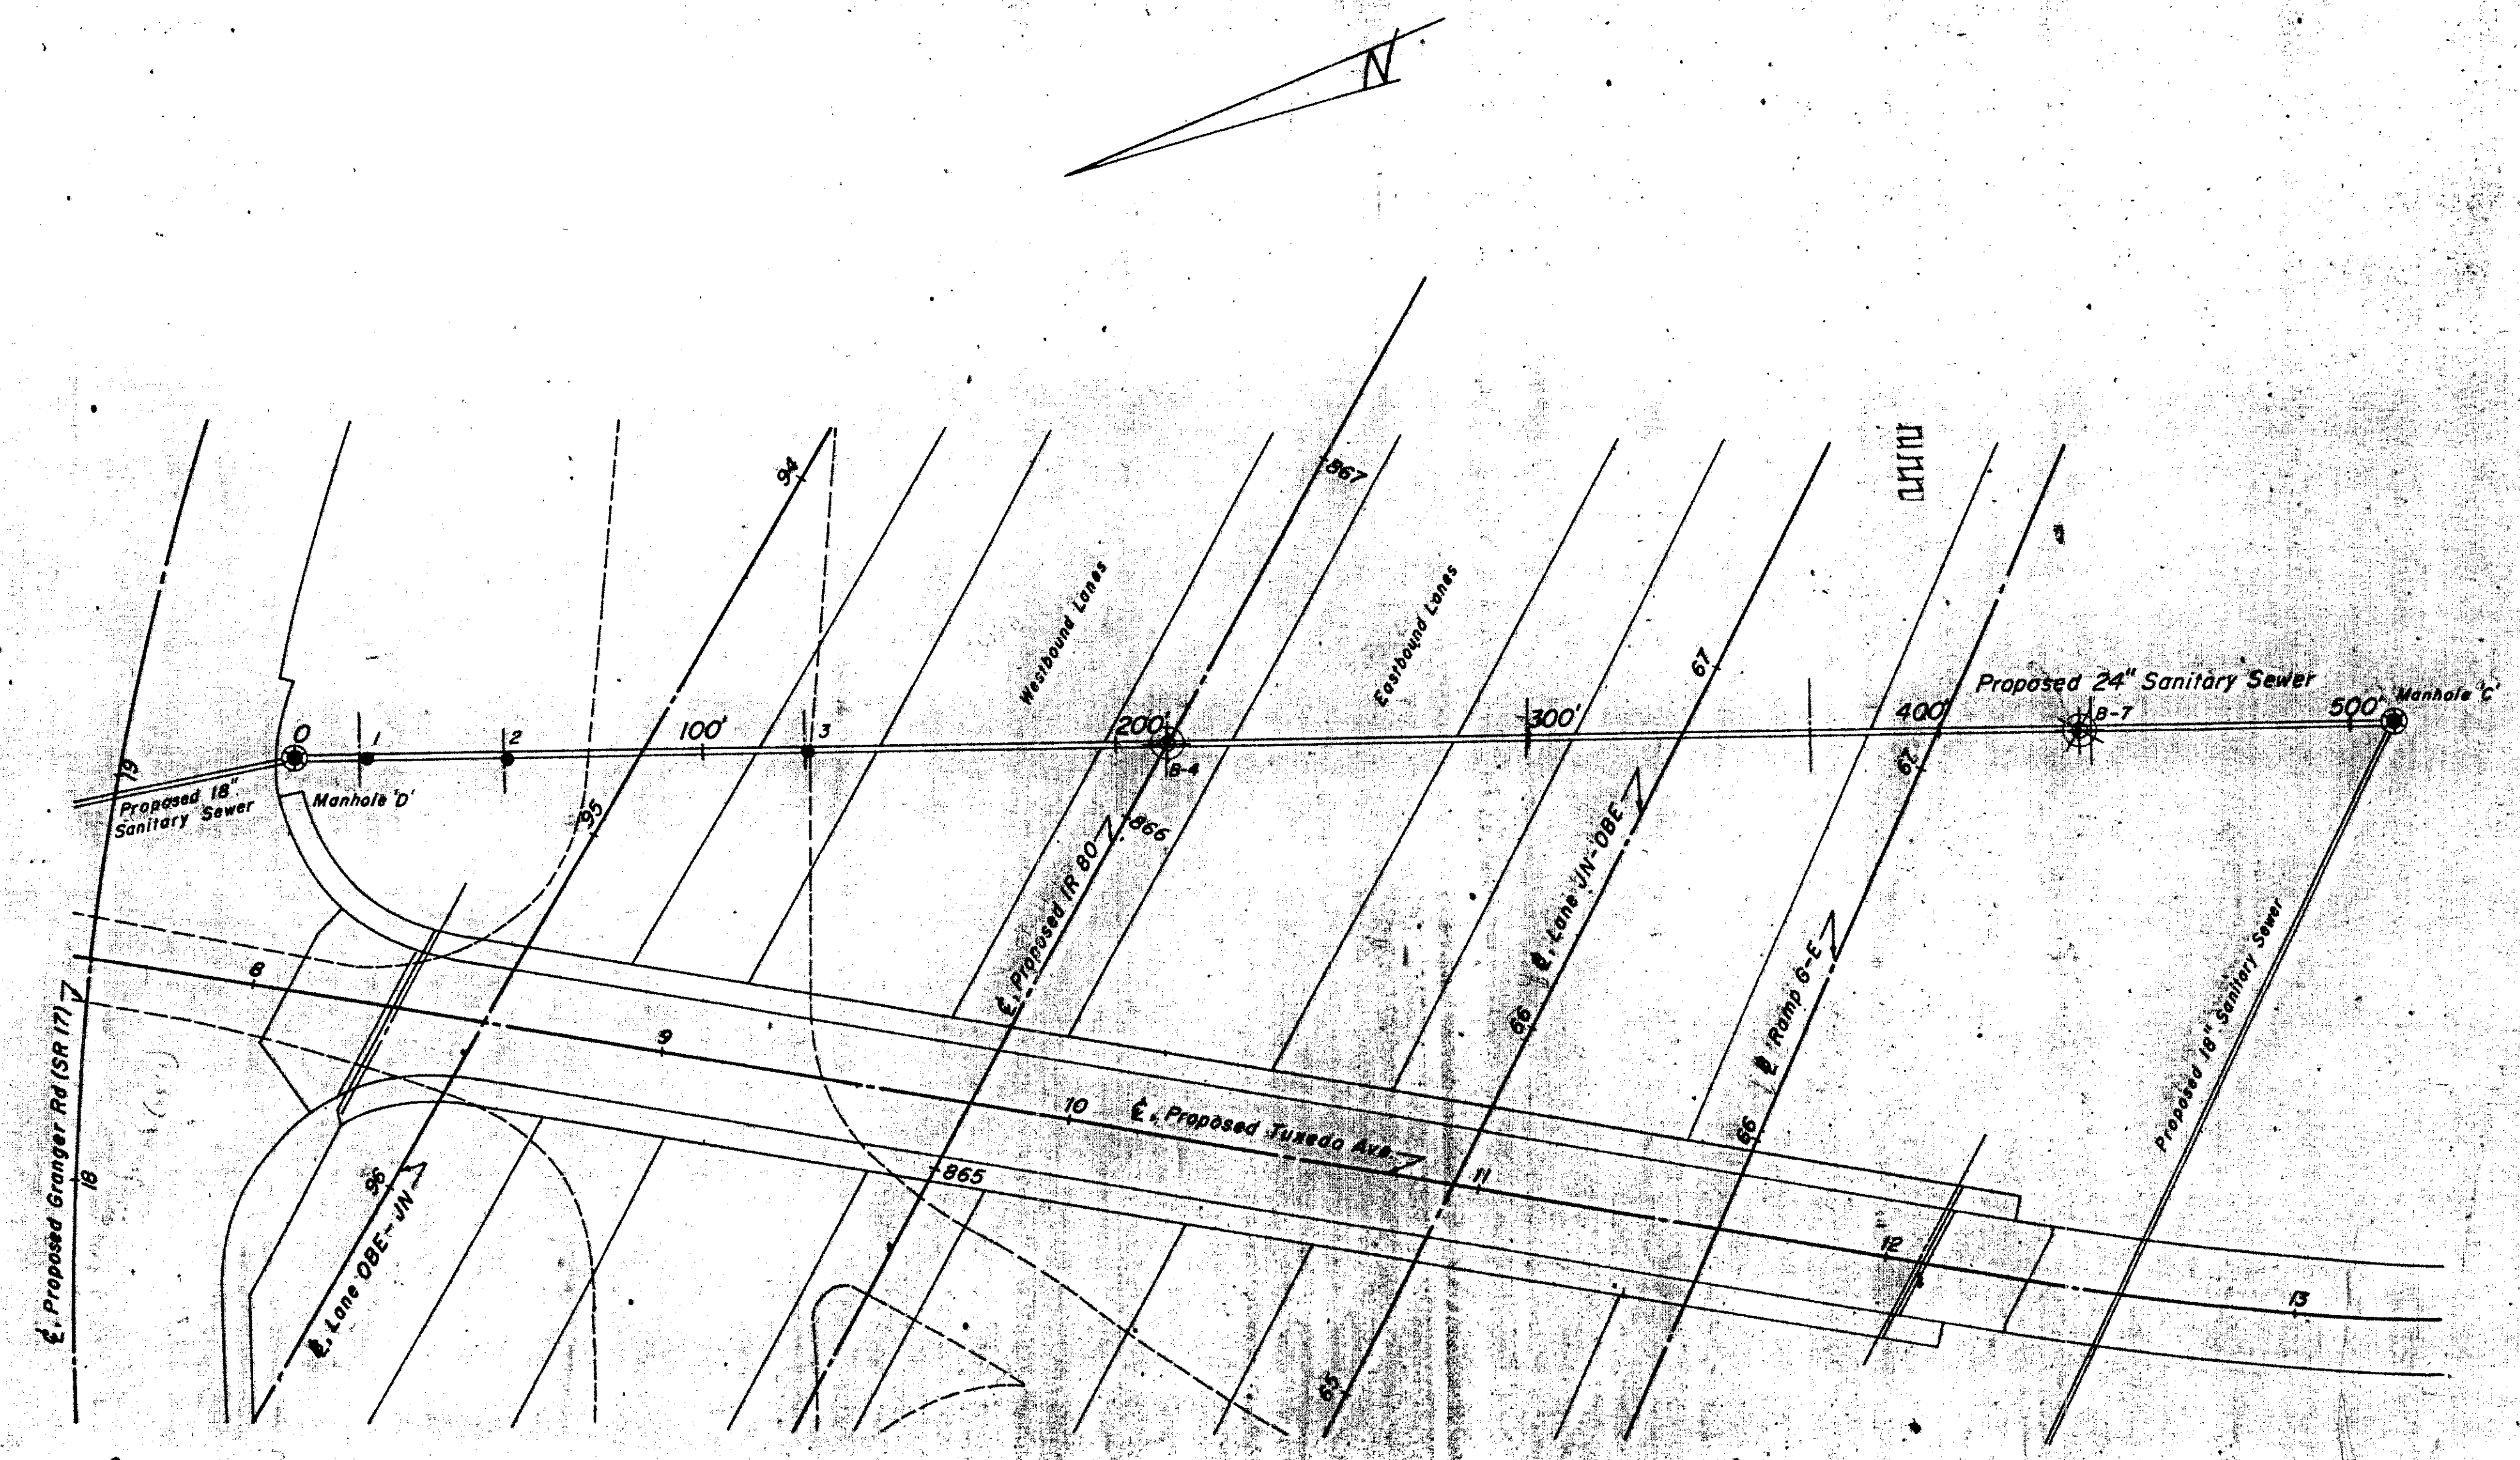 N
94
867
Westbound Lanes
Eastbound Lanes
67
Proposed 24" Sanitary Sewer
0
1
2
100'
3
200'
300'
400'
500'
Manhole 'C'
B-7
B-4
67
19
Proposed 18"
Sanitary Sewer
Manhole 'D'
95
866
℄ Proposed IR 80
℄ Lane JN-OBE
℄ Ramp G-E
Proposed 18" Sanitary Sewer
8
9
10
℄ Proposed Tuxedo Ave.
11
12
13
66
66
℄ Proposed Granger Rd (SR 17)
18
96
℄ Lane OBE-JN
865
65